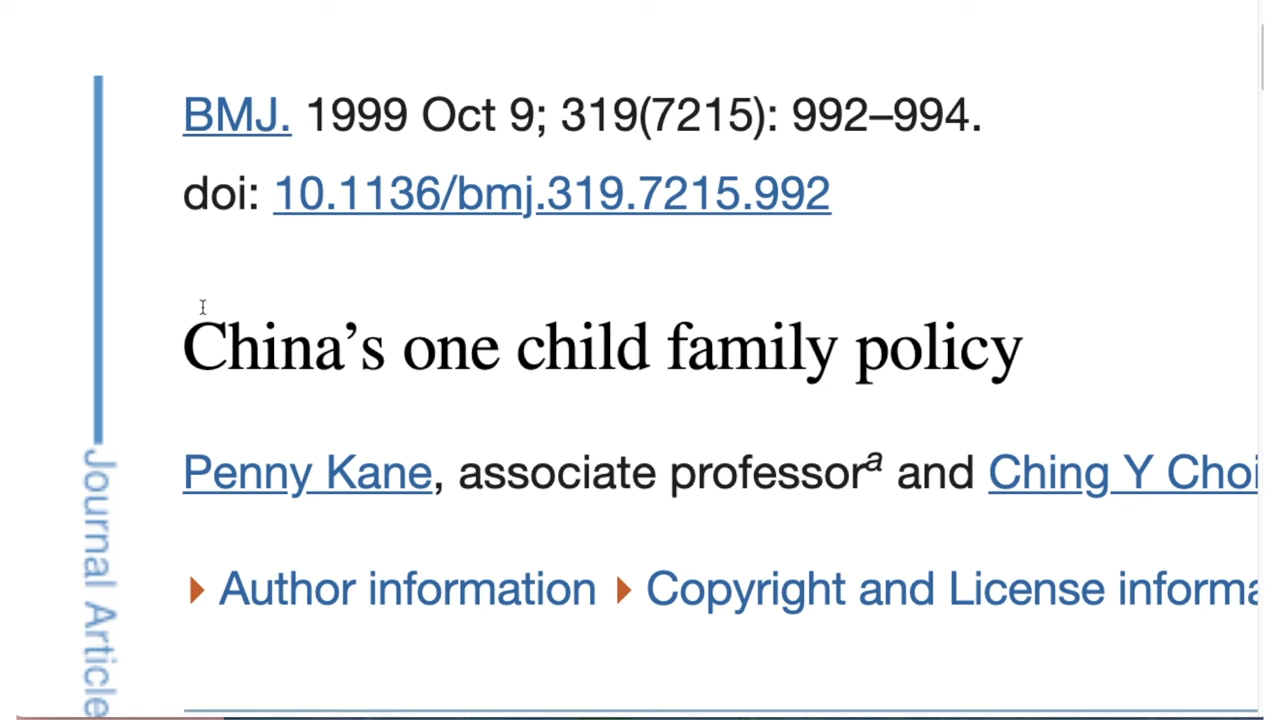 BMJ. 1999 Oct 9; 319(7215): 992–994.
doi: 10.1136/bmj.319.7215.992
China’s one child family policy
Penny Kane, associate professorᵃ and Ching Y Choi
Author information Copyright and License informa
Journal Article